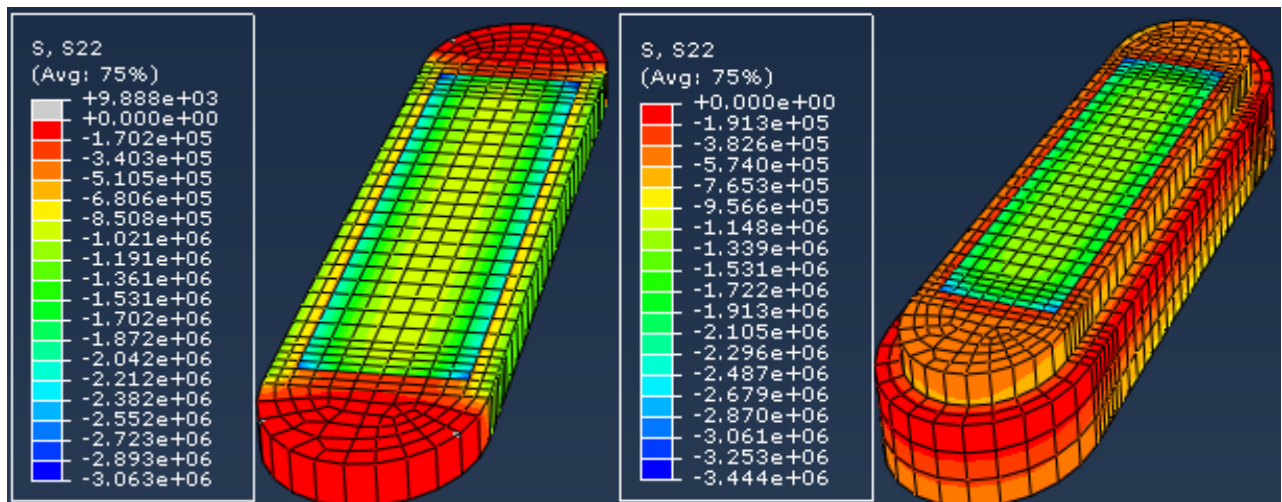 S, S22
(Avg: 75%)
+9.888e+03
+0.000e+00
-1.702e+05
-3.403e+05
-5.105e+05
-6.806e+05
-8.508e+05
-1.021e+06
-1.191e+06
-1.361e+06
-1.531e+06
-1.702e+06
-1.872e+06
-2.042e+06
-2.212e+06
-2.382e+06
-2.552e+06
-2.723e+06
-2.893e+06
-3.063e+06
S, S22
(Avg: 75%)
+0.000e+00
-1.913e+05
-3.826e+05
-5.740e+05
-7.653e+05
-9.566e+05
-1.148e+06
-1.339e+06
-1.531e+06
-1.722e+06
-1.913e+06
-2.105e+06
-2.296e+06
-2.487e+06
-2.679e+06
-2.870e+06
-3.061e+06
-3.253e+06
-3.444e+06